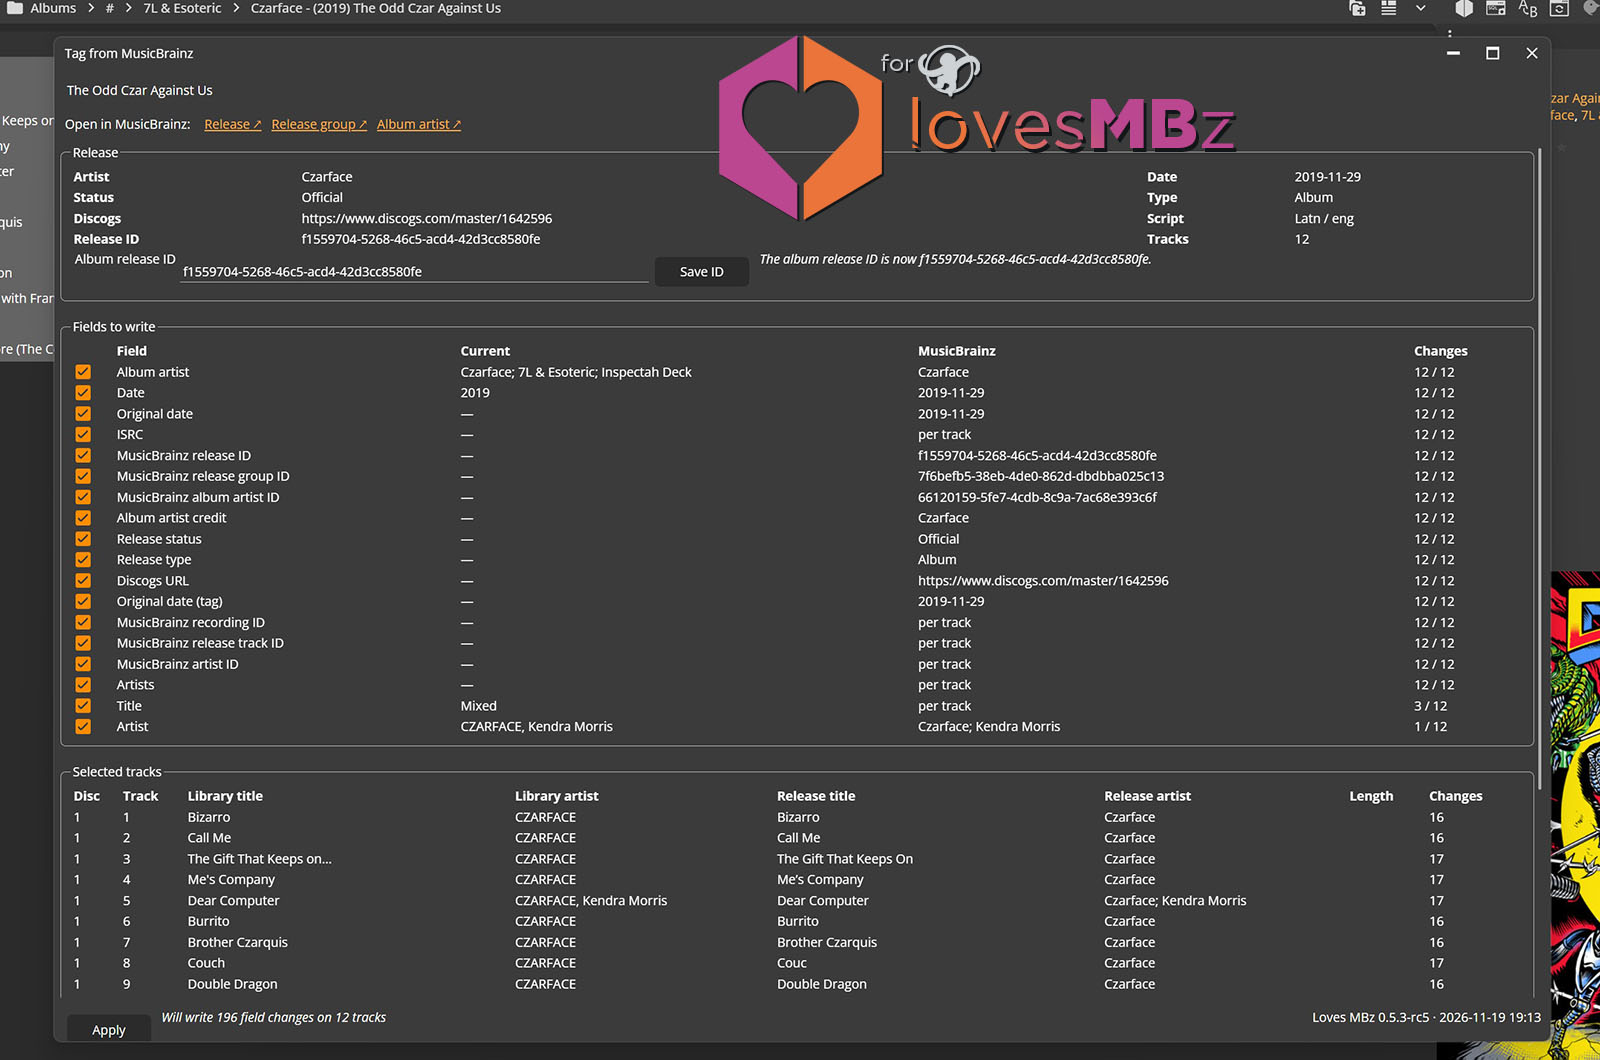 Albums > # > 7L & Esoteric > Czarface - (2019) The Odd Czar Against Us
Tag from MusicBrainz
for
lovesMBz
The Odd Czar Against Us
Open in MusicBrainz: Release ↗ Release group ↗ Album artist ↗
Release
Artist Czarface Date 2019-11-29
Status Official Type Album
Discogs https://www.discogs.com/master/1642596 Script Latn / eng
Release ID f1559704-5268-46c5-acd4-42d3cc8580fe Tracks 12
Album release ID f1559704-5268-46c5-acd4-42d3cc8580fe Save ID The album release ID is now f1559704-5268-46c5-acd4-42d3cc8580fe.
Fields to write
Field Current MusicBrainz Changes
Album artist Czarface; 7L & Esoteric; Inspectah Deck Czarface 12 / 12
Date 2019 2019-11-29 12 / 12
Original date — 2019-11-29 12 / 12
ISRC — per track 12 / 12
MusicBrainz release ID — f1559704-5268-46c5-acd4-42d3cc8580fe 12 / 12
MusicBrainz release group ID — 7f6befb5-38eb-4de0-862d-dbdbba025c13 12 / 12
MusicBrainz album artist ID — 66120159-5fe7-4cdb-8c9a-7ac68e393c6f 12 / 12
Album artist credit — Czarface 12 / 12
Release status — Official 12 / 12
Release type — Album 12 / 12
Discogs URL — https://www.discogs.com/master/1642596 12 / 12
Original date (tag) — 2019-11-29 12 / 12
MusicBrainz recording ID — per track 12 / 12
MusicBrainz release track ID — per track 12 / 12
MusicBrainz artist ID — per track 12 / 12
Artists — per track 12 / 12
Title Mixed per track 3 / 12
Artist CZARFACE, Kendra Morris Czarface; Kendra Morris 1 / 12
Selected tracks
Disc Track Library title Library artist Release title Release artist Length Changes
1 1 Bizarro CZARFACE Bizarro Czarface 16
1 2 Call Me CZARFACE Call Me Czarface 16
1 3 The Gift That Keeps on... CZARFACE The Gift That Keeps On Czarface 17
1 4 Me's Company CZARFACE Me’s Company Czarface 17
1 5 Dear Computer CZARFACE, Kendra Morris Dear Computer Czarface; Kendra Morris 17
1 6 Burrito CZARFACE Burrito Czarface 16
1 7 Brother Czarquis CZARFACE Brother Czarquis Czarface 16
1 8 Couch CZARFACE Couc Czarface 17
1 9 Double Dragon CZARFACE Double Dragon Czarface 16
Apply Will write 196 field changes on 12 tracks Loves MBz 0.5.3-rc5 · 2026-11-19 19:13
Keeps or
ny
ter
quis
on
with Frar
re (The C
zar Agai
face, 7L